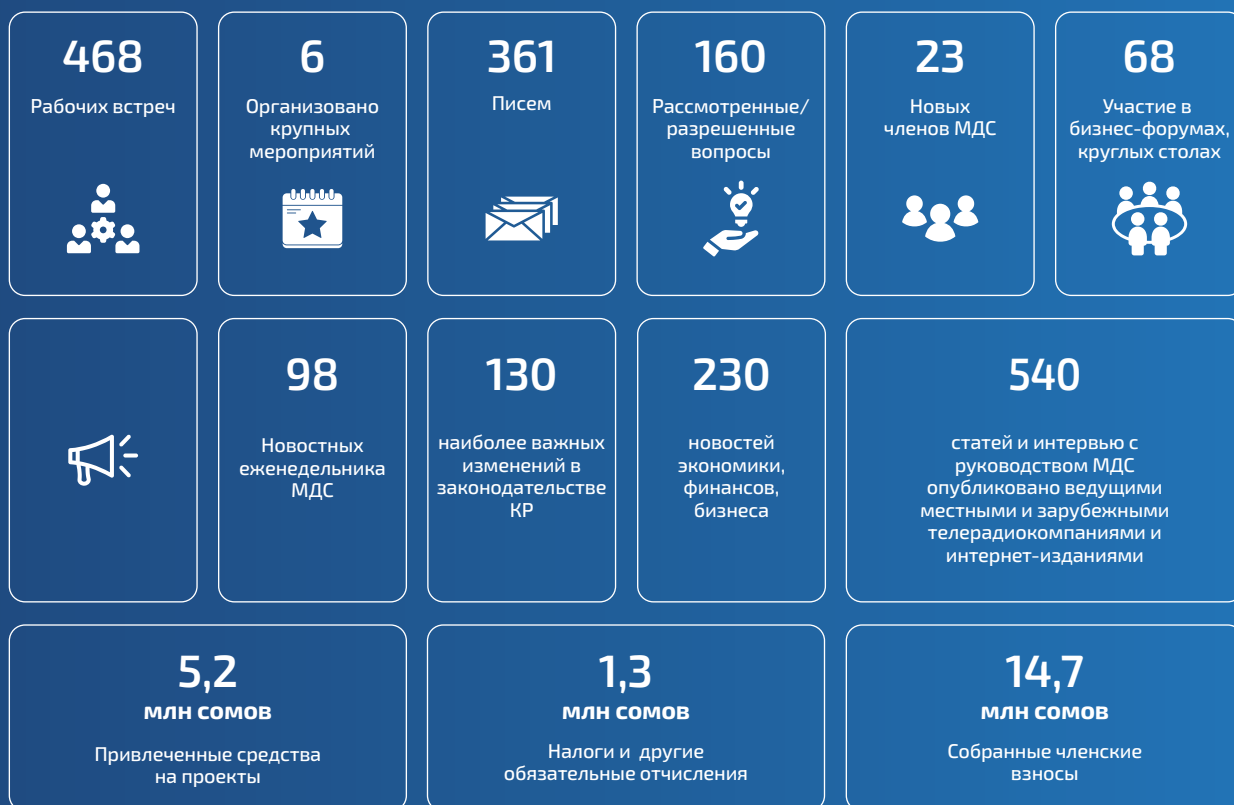 468
Рабочих встреч
6
Организовано
крупных
мероприятий
361
Писем
160
Рассмотренные/
разрешенные
вопросы
23
Новых
членов МДС
68
Участие в
бизнес-форумах,
круглых столах
98
Новостных
еженедельника
МДС
130
наиболее важных
изменений в
законодательстве
КР
230
новостей
экономики,
финансов,
бизнеса
540
статей и интервью с
руководством МДС
опубликовано ведущими
местными и зарубежными
телерадиокомпаниями и
интернет-изданиями
5,2
млн сомов
Привлеченные средства
на проекты
1,3
млн сомов
Налоги и другие
обязательные отчисления
14,7
млн сомов
Собранные членские
взносы